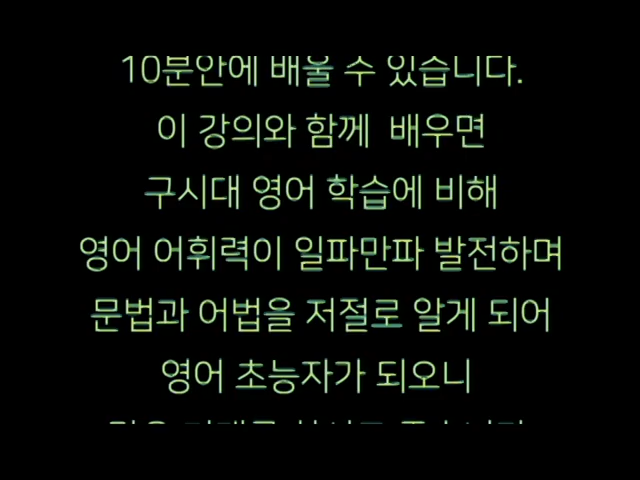 10분안에 배울 수 있습니다.
이 강의와 함께 배우면
구시대 영어 학습에 비해
영어 어휘력이 일파만파 발전하며
문법과 어법을 저절로 알게 되어
영어 초능자가 되오니